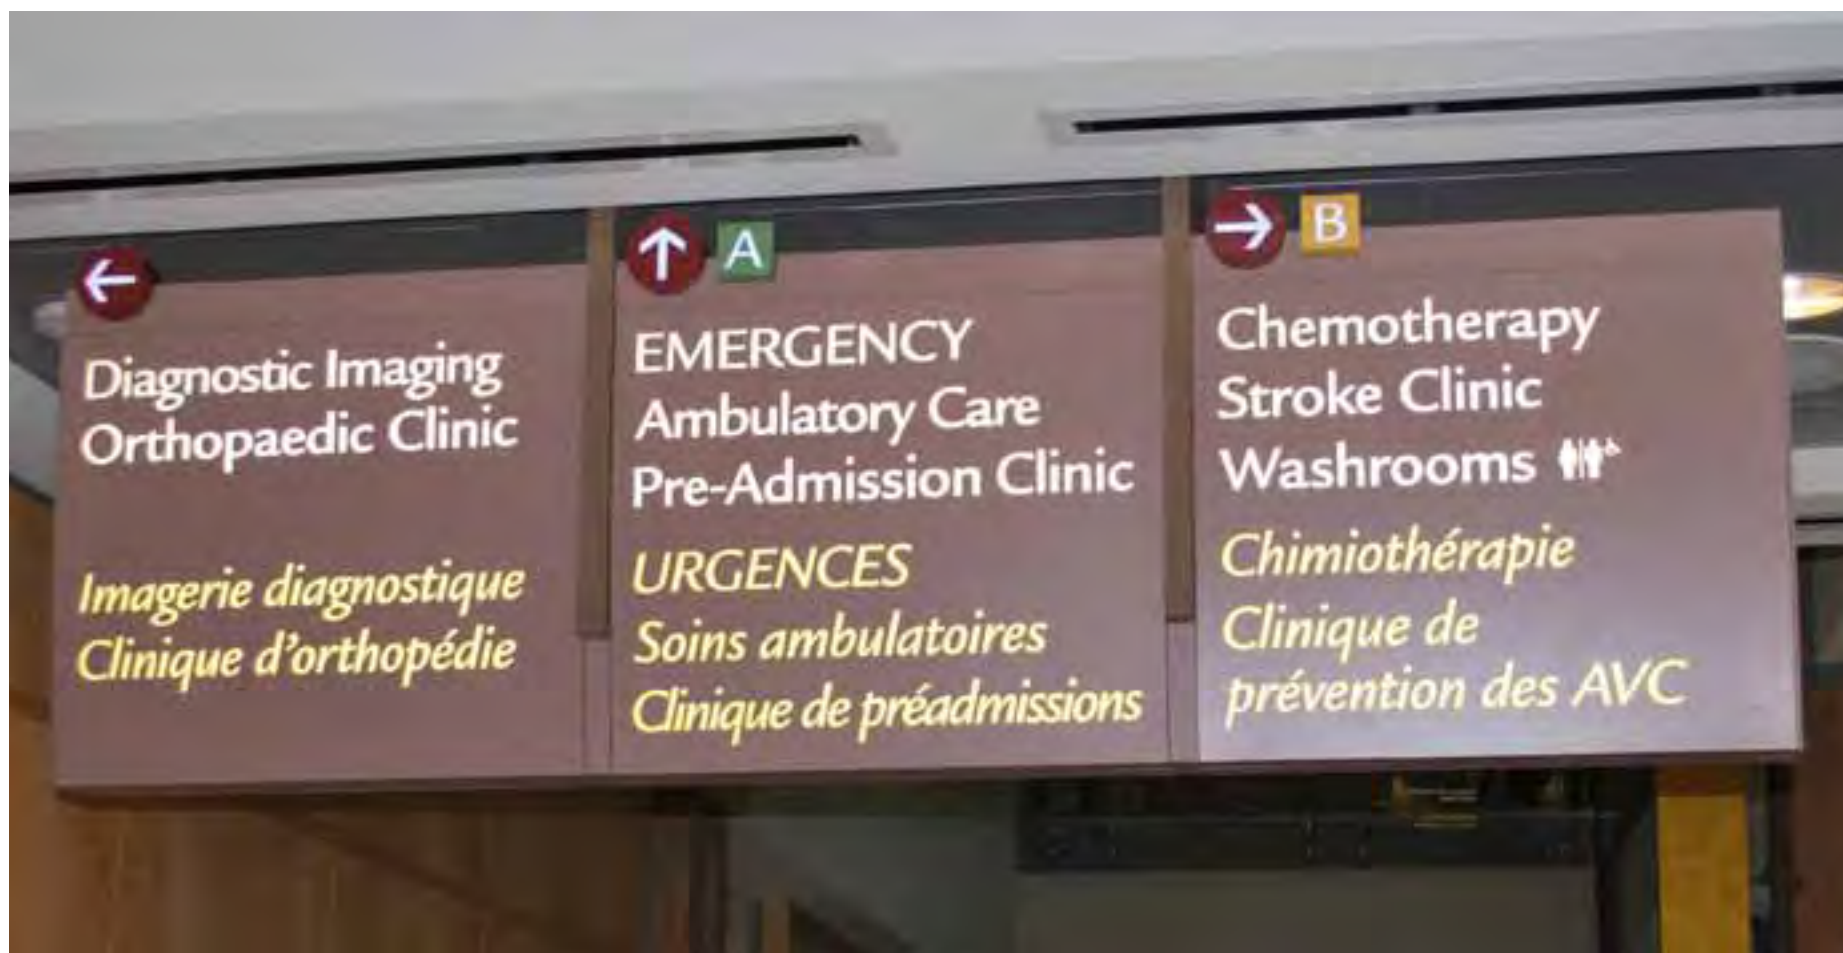 Diagnostic Imaging
Orthopaedic Clinic
Imagerie diagnostique
Clinique d'orthopédie
A
EMERGENCY
Ambulatory Care
Pre-Admission Clinic
URGENCES
Soins ambulatoires
Clinique de préadmissions
B
Chemotherapy
Stroke Clinic
Washrooms
Chimiothérapie
Clinique de
prévention des AVC